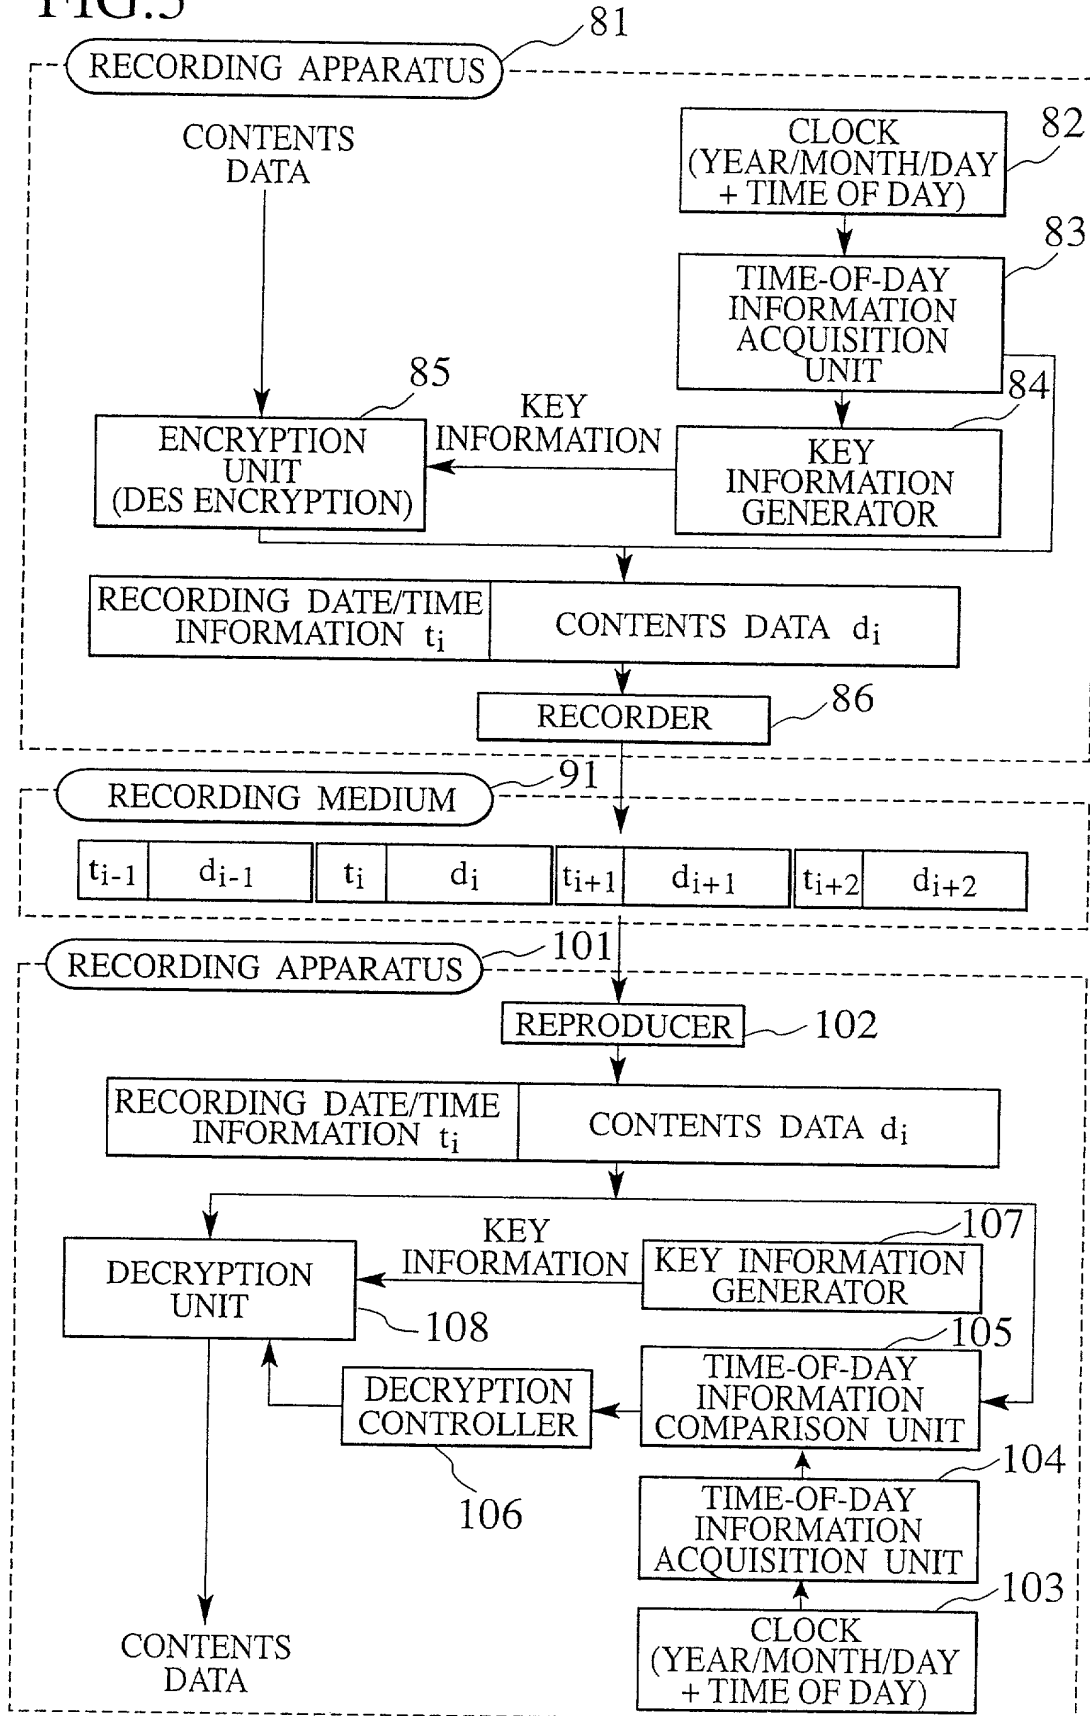 FIG.5
81
RECORDING APPARATUS
CONTENTS
DATA
CLOCK
(YEAR/MONTH/DAY
+ TIME OF DAY)
82
83
TIME-OF-DAY
INFORMATION
ACQUISITION
UNIT
84
85
KEY
INFORMATION
ENCRYPTION
UNIT
(DES ENCRYPTION)
KEY
INFORMATION
GENERATOR
RECORDING DATE/TIME
INFORMATION ti
CONTENTS DATA di
RECORDER
86
91
RECORDING MEDIUM
ti-1 di-1 ti di ti+1 di+1 ti+2 di+2
101
RECORDING APPARATUS
REPRODUCER
102
RECORDING DATE/TIME
INFORMATION ti
CONTENTS DATA di
KEY
INFORMATION
107
KEY INFORMATION
GENERATOR
DECRYPTION
UNIT
108
105
TIME-OF-DAY
INFORMATION
COMPARISON UNIT
DECRYPTION
CONTROLLER
106
104
TIME-OF-DAY
INFORMATION
ACQUISITION UNIT
103
CLOCK
(YEAR/MONTH/DAY
+ TIME OF DAY)
CONTENTS
DATA